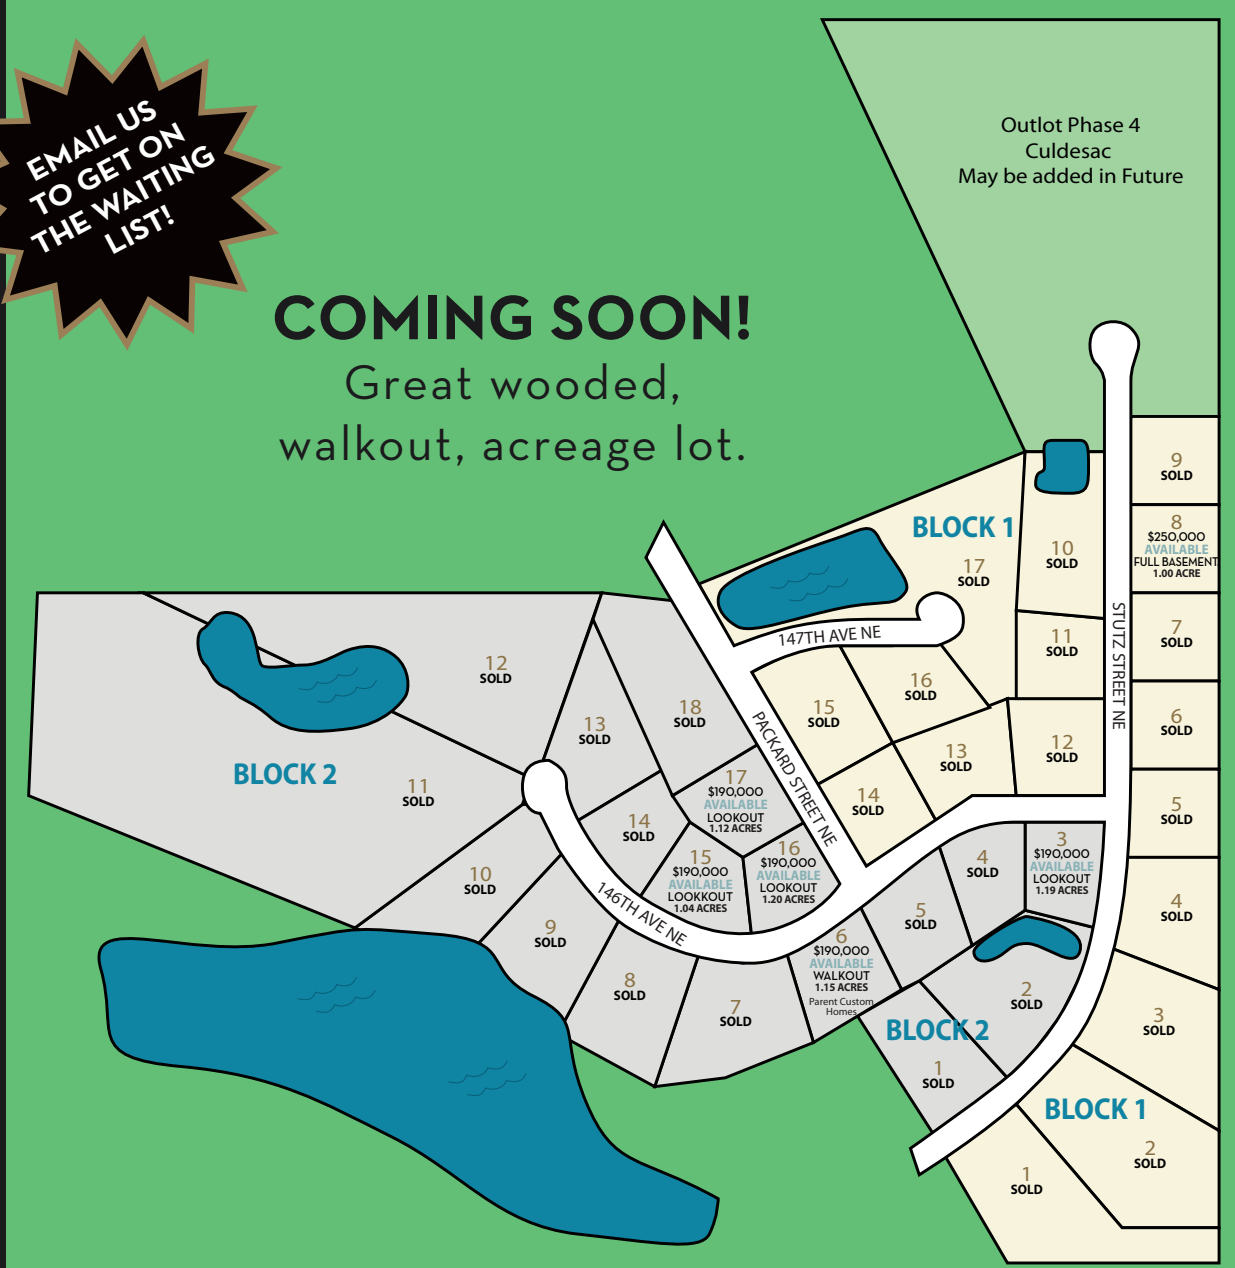 EMAIL US
TO GET ON
THE WAITING
LIST!
Outlot Phase 4
Culdesac
May be added in Future
COMING SOON!
Great wooded,
walkout, acreage lot.
BLOCK 1
9
SOLD
8
$250,000
AVAILABLE
FULL BASEMENT
1.00 ACRE
10
SOLD
17
SOLD
7
SOLD
11
SOLD
STUTZ STREET NE
147TH AVE NE
16
SOLD
15
SOLD
6
SOLD
12
SOLD
13
SOLD
14
SOLD
PACKARD STREET NE
5
SOLD
12
SOLD
13
SOLD
18
SOLD
BLOCK 2
11
SOLD
17
$190,000
AVAILABLE
LOOKOUT
1.12 ACRES
14
SOLD
15
$190,000
AVAILABLE
LOOKKOUT
1.04 ACRES
16
$190,000
AVAILABLE
LOOKOUT
1.20 ACRES
4
SOLD
3
$190,000
AVAILABLE
LOOKOUT
1.19 ACRES
10
SOLD
146TH AVE NE
9
SOLD
5
SOLD
4
SOLD
6
$190,000
AVAILABLE
WALKOUT
1.15 ACRES
Parent Custom
Homes
8
SOLD
7
SOLD
2
SOLD
3
SOLD
BLOCK 2
1
SOLD
BLOCK 1
2
SOLD
1
SOLD